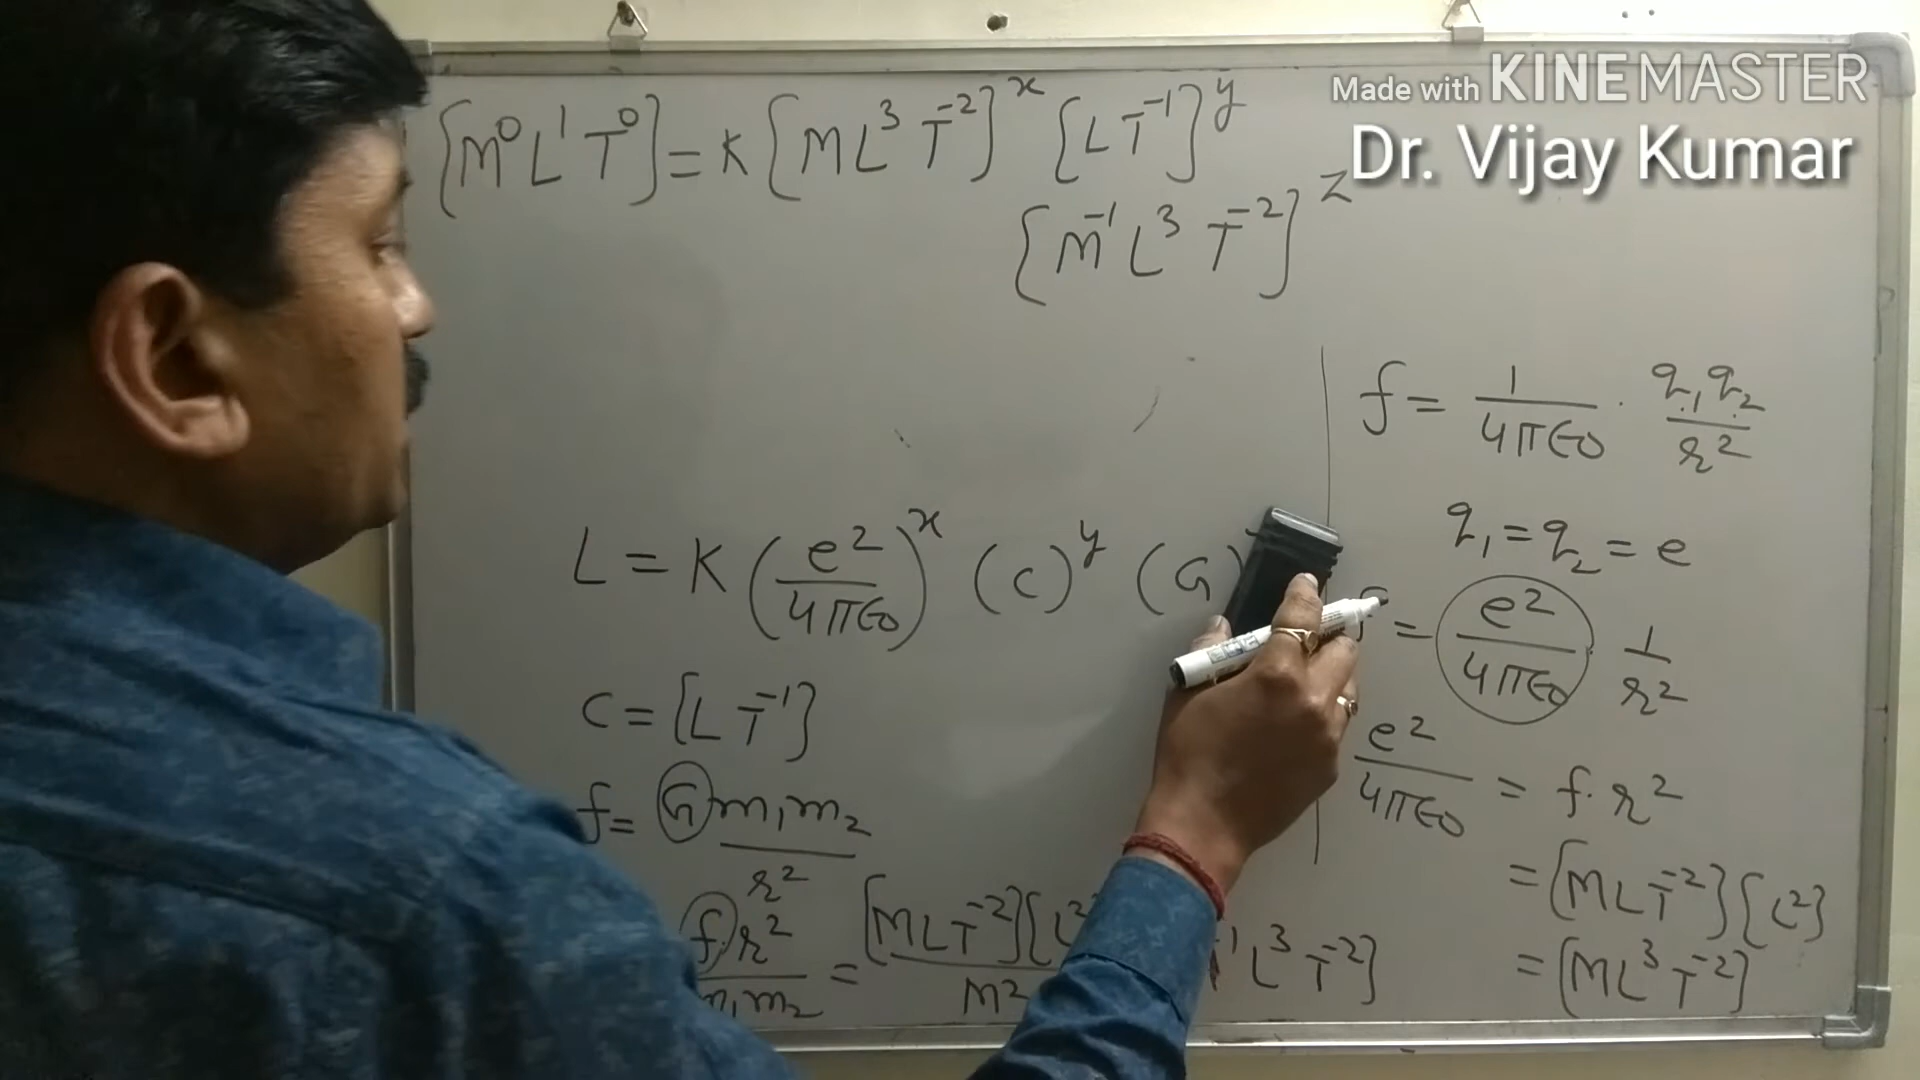 Made with KINEMASTER
Dr. Vijay Kumar
[M⁰L¹T⁰] = K [ML³T⁻²]ˣ [LT⁻¹]ʸ
[M⁻¹L³T⁻²]ᶻ
L = K (e²/4πε₀)ˣ (C)ʸ (G)
C = [LT⁻¹]
f = G m₁m₂/r²
f.r²/m₁m₂ = [MLT⁻²][L²/M² L³T⁻²]
f = 1/4πε₀ . q₁q₂/r²
q₁ = q₂ = e
= e²/4πε₀ . 1/r²
e²/4πε₀ = f.r²
= [MLT⁻²][L²]
= [ML³T⁻²]